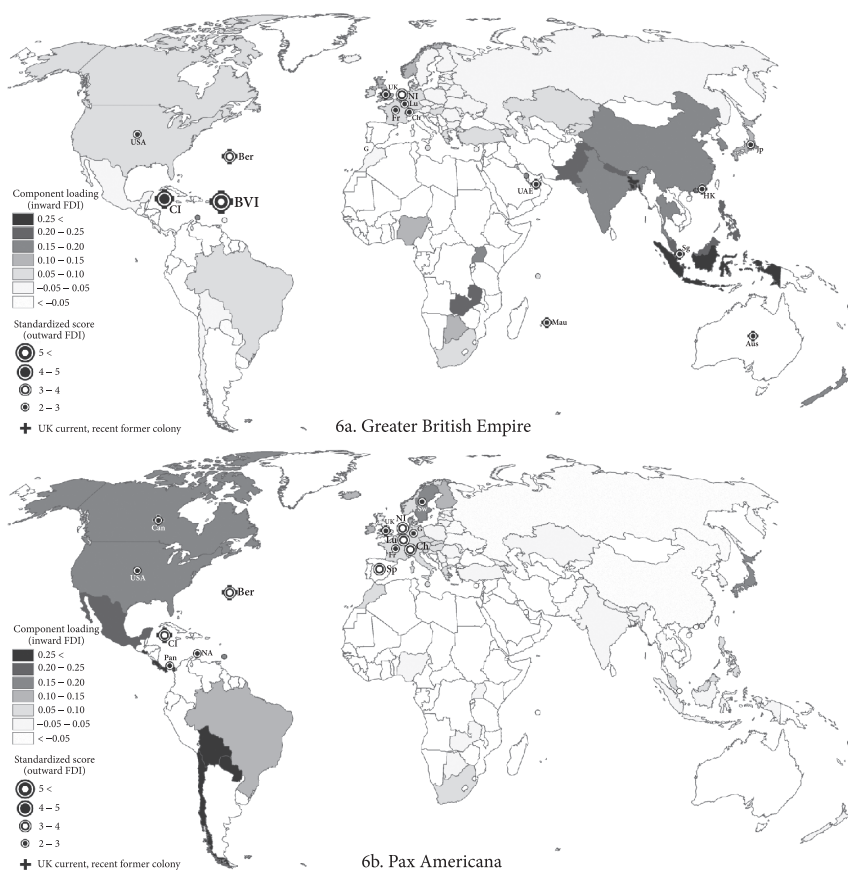 UK
NI
Lu
Fr
Ch
USA
Ber
G
Jp
UAE
HK
CI
BVI
Component loading
(inward FDI)
0.25 <
0.20 – 0.25
0.15 – 0.20
0.10 – 0.15
0.05 – 0.10
–0.05 – 0.05
< –0.05
Sg
Standardized score
(outward FDI)
5 <
4 – 5
3 – 4
2 – 3
Mau
Aus
UK current, recent former colony
6a. Greater British Empire
Can
Sw
UK
NI
G
Lu
Ch
Fr
USA
Sp
Ber
CI
Pan
NA
Component loading
(inward FDI)
0.25 <
0.20 – 0.25
0.15 – 0.20
0.10 – 0.15
0.05 – 0.10
–0.05 – 0.05
< –0.05
Standardized score
(outward FDI)
5 <
4 – 5
3 – 4
2 – 3
UK current, recent former colony
6b. Pax Americana